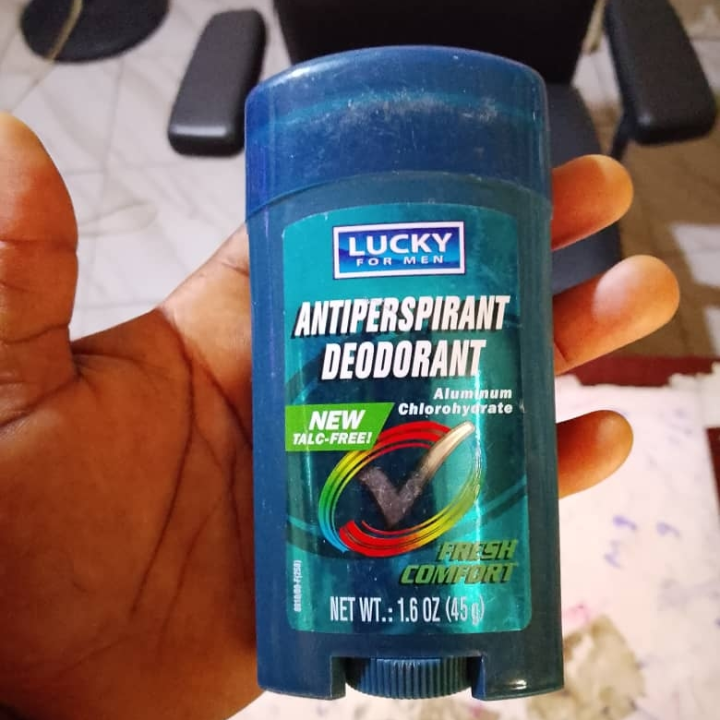 LUCKY
FOR MEN
ANTIPERSPIRANT
DEODORANT
Aluminum
Chlorohydrate
NEW
TALC-FREE!
FRESH
COMFORT
NET WT.: 1.6 OZ (45 g)